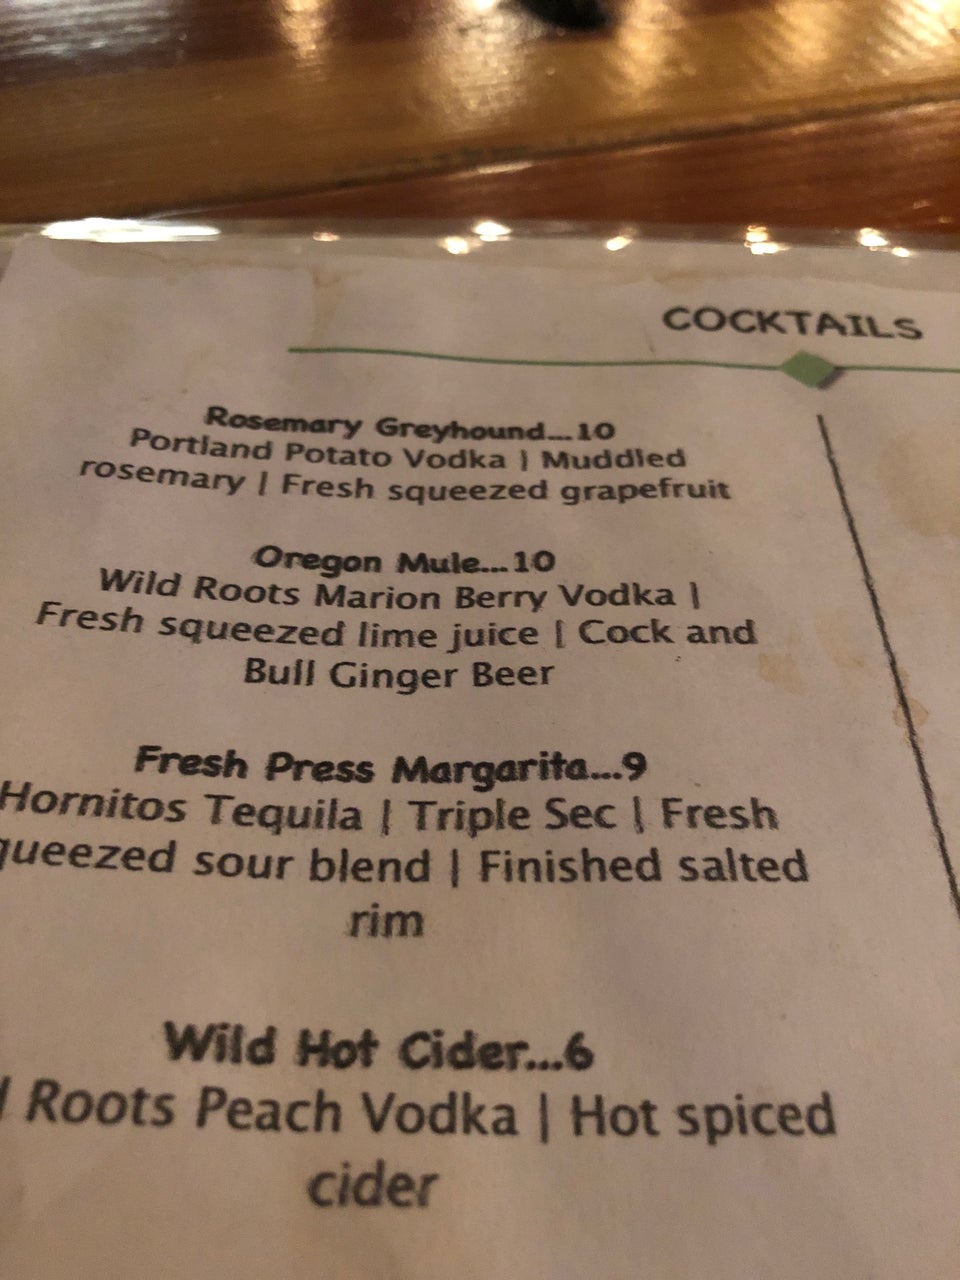 COCKTAILS
Rosemary Greyhound...10
Portland Potato Vodka | Muddled
rosemary | Fresh squeezed grapefruit
Oregon Mule...10
Wild Roots Marion Berry Vodka |
Fresh squeezed lime juice | Cock and
Bull Ginger Beer
Fresh Press Margarita...9
Hornitos Tequila | Triple Sec | Fresh
queezed sour blend | Finished salted
rim
Wild Hot Cider...6
Roots Peach Vodka | Hot spiced
cider